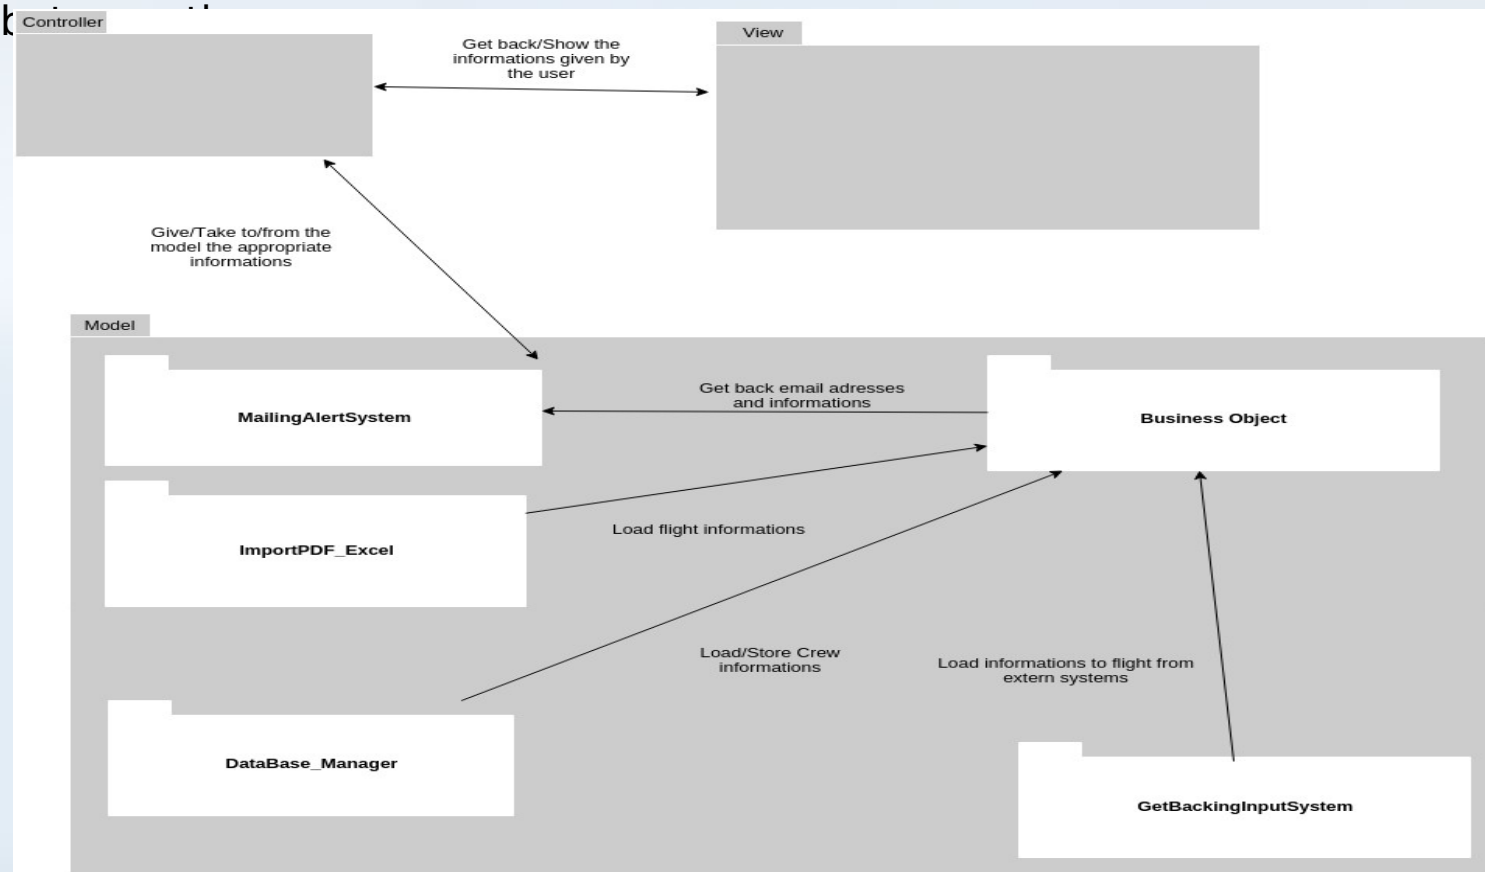 Controller
View
Get back/Show the
informations given by
the user
Give/Take to/from the
model the appropriate
informations
Model
MailingAlertSystem
Get back email adresses
and informations
Business Object
ImportPDF_Excel
Load flight informations
Load/Store Crew
informations
Load informations to flight from
extern systems
DataBase_Manager
GetBackingInputSystem